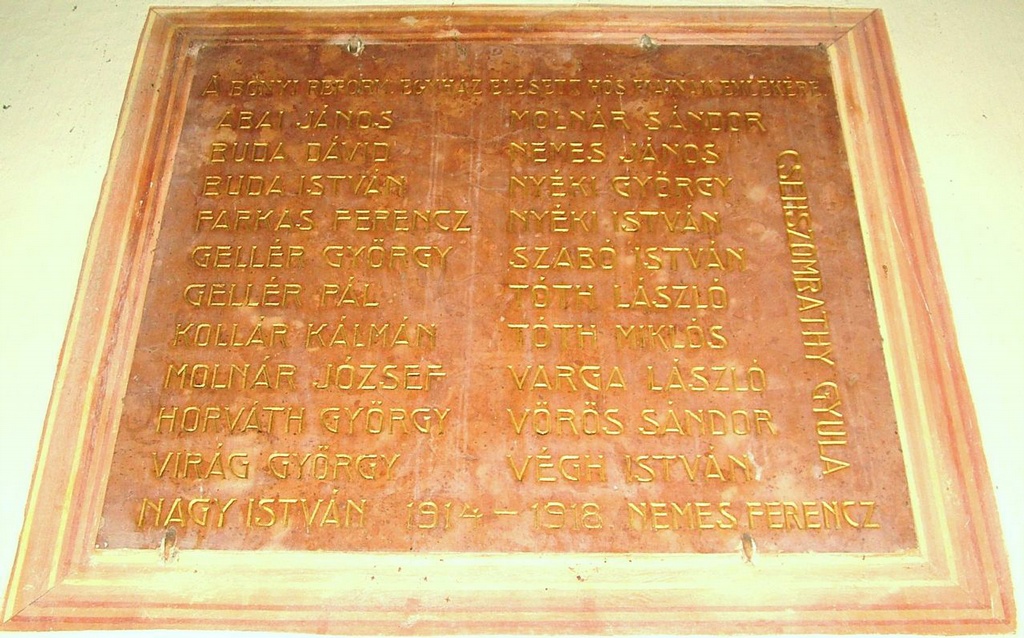 A BŐNYI REFORM. EGYHÁZ ELESETT HŐS FIAINAK EMLÉKÉRE.
ABAI JÁNOS
BUDA DÁVID
BUDA ISTVÁN
FARKAS FERENCZ
GELLÉR GYÖRGY
GELLÉR PÁL
KOLLÁR KÁLMÁN
MOLNÁR JÓZSEF
HORVÁTH GYÖRGY
VIRÁG GYÖRGY
NAGY ISTVÁN
MOLNÁR SÁNDOR
NEMES JÁNOS
NYÉKI GYÖRGY
NYÉKI ISTVÁN
SZABÓ ISTVÁN
TÓTH LÁSZLÓ
TÓTH MIKLÓS
VARGA LÁSZLÓ
VÖRÖS SÁNDOR
VÉGH ISTVÁN
1914 – 1918 NEMES FERENCZ
GYULA